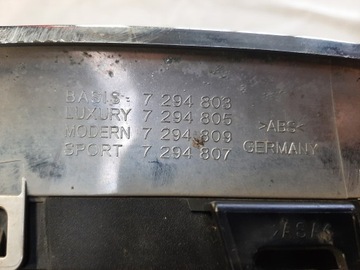 BASIS 7 294 803
LUXURY 7 294 805
MODERN 7 294 809
SPORT 7 294 807
>ABS<
GERMANY